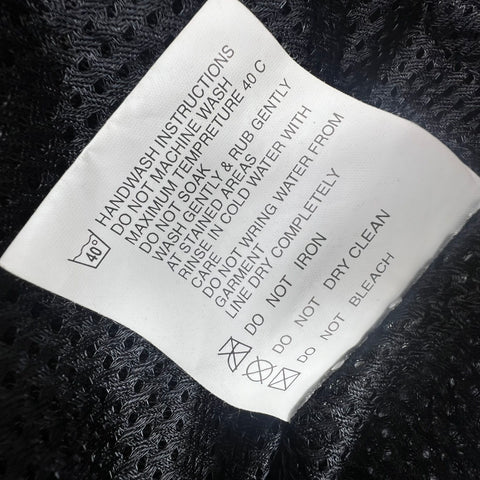 HANDWASH INSTRUCTIONS
DO NOT MACHINE WASH
MAXIMUM TEMPRETURE 40 C
DO NOT SOAK
WASH GENTLY & RUB GENTLY
AT STAINED AREAS
RINSE IN COLD WATER WITH
CARE
DO NOT WRING WATER FROM
GARMENT
LINE DRY COMPLETELY
DO NOT IRON
DO NOT DRY CLEAN
DO NOT BLEACH
40°